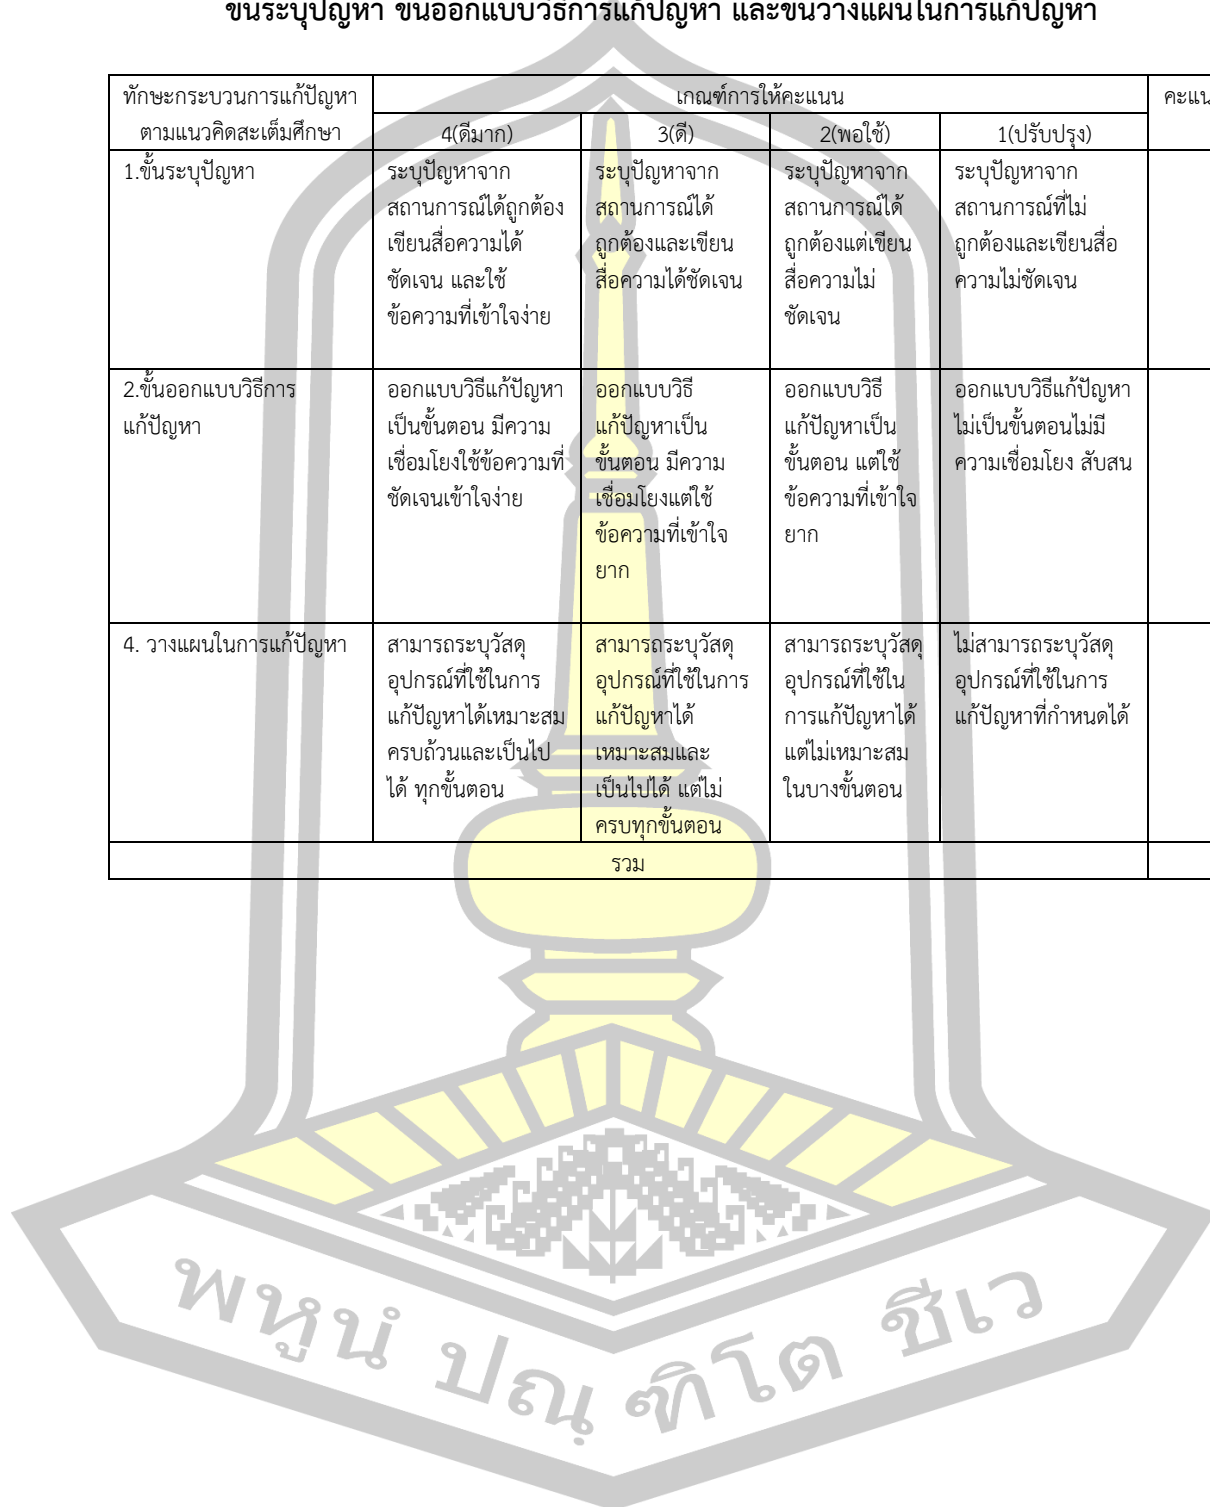 ขั้นระบุปัญหา ขั้นออกแบบวิธีการแก้ปัญหา และขั้นวางแผนในการแก้ปัญหา
ทักษะกระบวนการแก้ปัญหา
ตามแนวคิดสะเต็มศึกษา
เกณฑ์การให้คะแนน
4(ดีมาก)
3(ดี)
2(พอใช้)
1(ปรับปรุง)
1.ขั้นระบุปัญหา
ระบุปัญหาจาก
สถานการณ์ได้ถูกต้อง
เขียนสื่อความได้
ชัดเจน และใช้
ข้อความที่เข้าใจง่าย
ระบุปัญหาจาก
สถานการณ์ได้
ถูกต้องและเขียน
สื่อความได้ชัดเจน
ระบุปัญหาจาก
สถานการณ์ได้
ถูกต้องแต่เขียน
สื่อความไม่
ชัดเจน
ระบุปัญหาจาก
สถานการณ์ที่ไม่
ถูกต้องและเขียนสื่อ
ความไม่ชัดเจน
2.ขั้นออกแบบวิธีการ
แก้ปัญหา
ออกแบบวิธีแก้ปัญหา
เป็นขั้นตอน มีความ
เชื่อมโยงใช้ข้อความที่
ชัดเจนเข้าใจง่าย
ออกแบบวิธี
แก้ปัญหาเป็น
ขั้นตอน มีความ
เชื่อมโยงแต่ใช้
ข้อความที่เข้าใจ
ยาก
ออกแบบวิธี
แก้ปัญหาเป็น
ขั้นตอน แต่ใช้
ข้อความที่เข้าใจ
ยาก
ออกแบบวิธีแก้ปัญหา
ไม่เป็นขั้นตอนไม่มี
ความเชื่อมโยง สับสน
4. วางแผนในการแก้ปัญหา
สามารถระบุวัสดุ
อุปกรณ์ที่ใช้ในการ
แก้ปัญหาได้เหมาะสม
ครบถ้วนและเป็นไป
ได้ ทุกขั้นตอน
สามารถระบุวัสดุ
อุปกรณ์ที่ใช้ในการ
แก้ปัญหาได้
เหมาะสมและ
เป็นไปได้ แต่ไม่
ครบทุกขั้นตอน
สามารถระบุวัสดุ
อุปกรณ์ที่ใช้ใน
การแก้ปัญหาได้
แต่ไม่เหมาะสม
ในบางขั้นตอน
ไม่สามารถระบุวัสดุ
อุปกรณ์ที่ใช้ในการ
แก้ปัญหาที่กำหนดได้
รวม
พหูนํ ปณฺฑิโต ชีเว